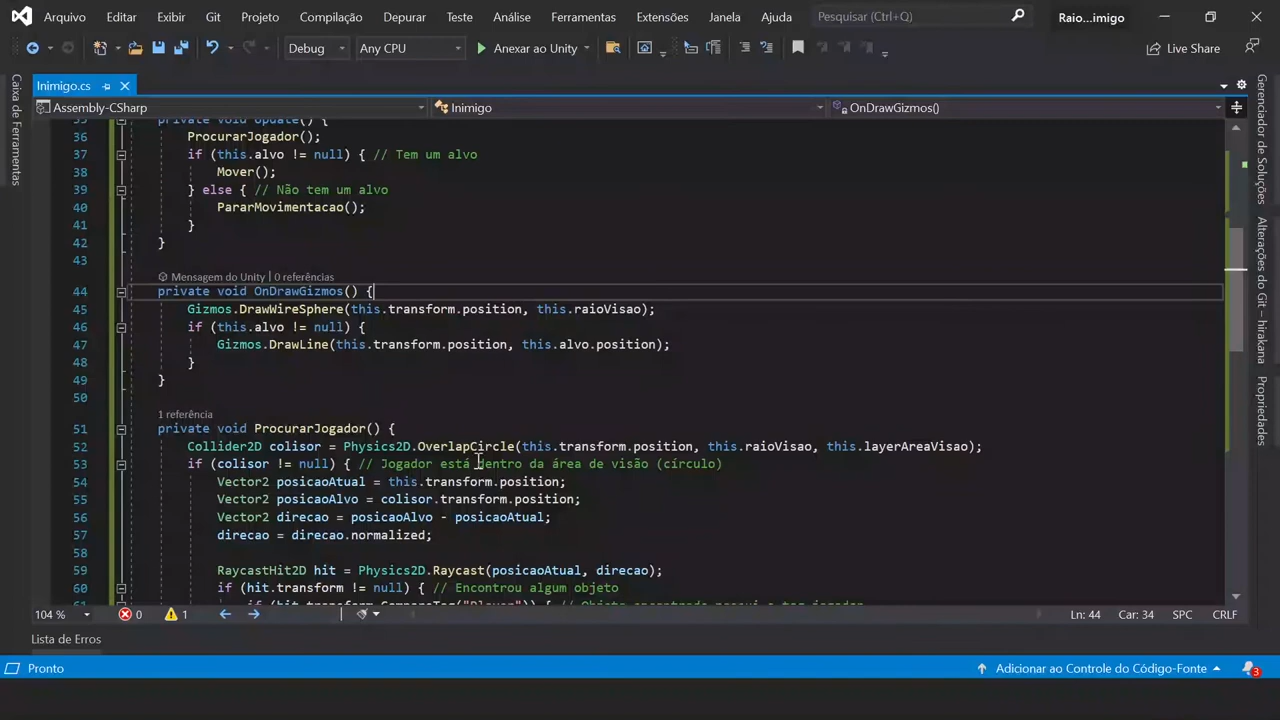 Arquivo Editar Exibir Git Projeto Compilação Depurar Teste Análise Ferramentas Extensões Janela Ajuda Pesquisar (Ctrl+Q) Raio...imigo
Debug Any CPU Anexar ao Unity Live Share
Caixa de Ferramentas
Inimigo.cs
Assembly-CSharp Inimigo OnDrawGizmos()
35 private void Update() {
36 ProcurarJogador();
37 if (this.alvo != null) { // Tem um alvo
38 Mover();
39 } else { // Não tem um alvo
40 PararMovimentacao();
41 }
42 }
43
Mensagem do Unity | 0 referências
44 private void OnDrawGizmos() {
45 Gizmos.DrawWireSphere(this.transform.position, this.raioVisao);
46 if (this.alvo != null) {
47 Gizmos.DrawLine(this.transform.position, this.alvo.position);
48 }
49 }
50
1 referência
51 private void ProcurarJogador() {
52 Collider2D colisor = Physics2D.OverlapCircle(this.transform.position, this.raioVisao, this.layerAreaVisao);
53 if (colisor != null) { // Jogador está dentro da área de visão (círculo)
54 Vector2 posicaoAtual = this.transform.position;
55 Vector2 posicaoAlvo = colisor.transform.position;
56 Vector2 direcao = posicaoAlvo - posicaoAtual;
57 direcao = direcao.normalized;
58
59 RaycastHit2D hit = Physics2D.Raycast(posicaoAtual, direcao);
60 if (hit.transform != null) { // Encontrou algum objeto
Gerenciador de Soluções
Alterações do Git – hirakana
Propriedades
104 % 0 1 Ln: 44 Car: 34 SPC CRLF
Lista de Erros
Pronto Adicionar ao Controle do Código-Fonte 3